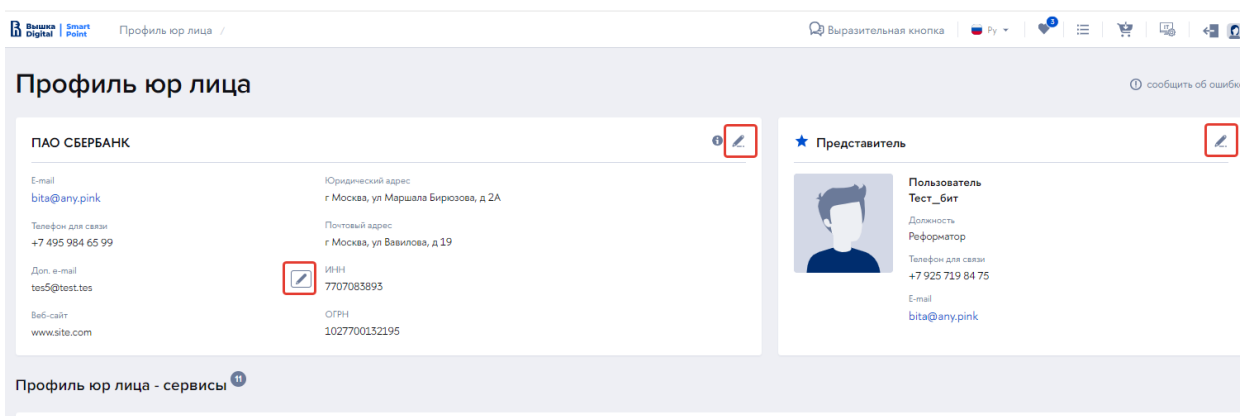 Вышка | Smart
Digital | Point
Профиль юр лица /
Выразительная кнопка
Ру
3
Профиль юр лица
сообщить об ошибк
ПАО СБЕРБАНК
E-mail
bita@any.pink
Телефон для связи
+7 495 984 65 99
Доп. e-mail
tes5@test.tes
Веб-сайт
www.site.com
Юридический адрес
г Москва, ул Маршала Бирюзова, д 2А
Почтовый адрес
г Москва, ул Вавилова, д 19
ИНН
7707083893
ОГРН
1027700132195
Представитель
Пользователь
Тест_бит
Должность
Реформатор
Телефон для связи
+7 925 719 84 75
E-mail
bita@any.pink
Профиль юр лица - сервисы 11